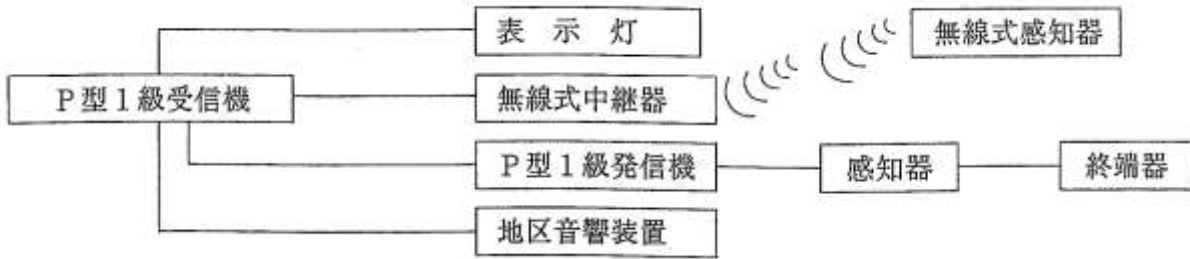 表 示 灯
無線式感知器
P型1級受信機
無線式中継器
P型1級発信機
感知器
終端器
地区音響装置